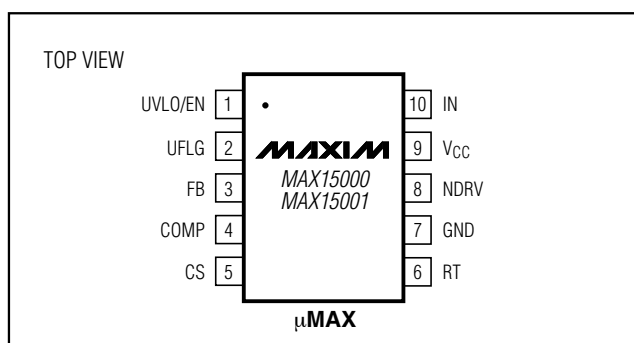 TOP VIEW
UVLO/EN 1
UFLG 2
FB 3
COMP 4
CS 5
MAXIM
MAX15000
MAX15001
10 IN
9 VCC
8 NDRV
7 GND
6 RT
μMAX